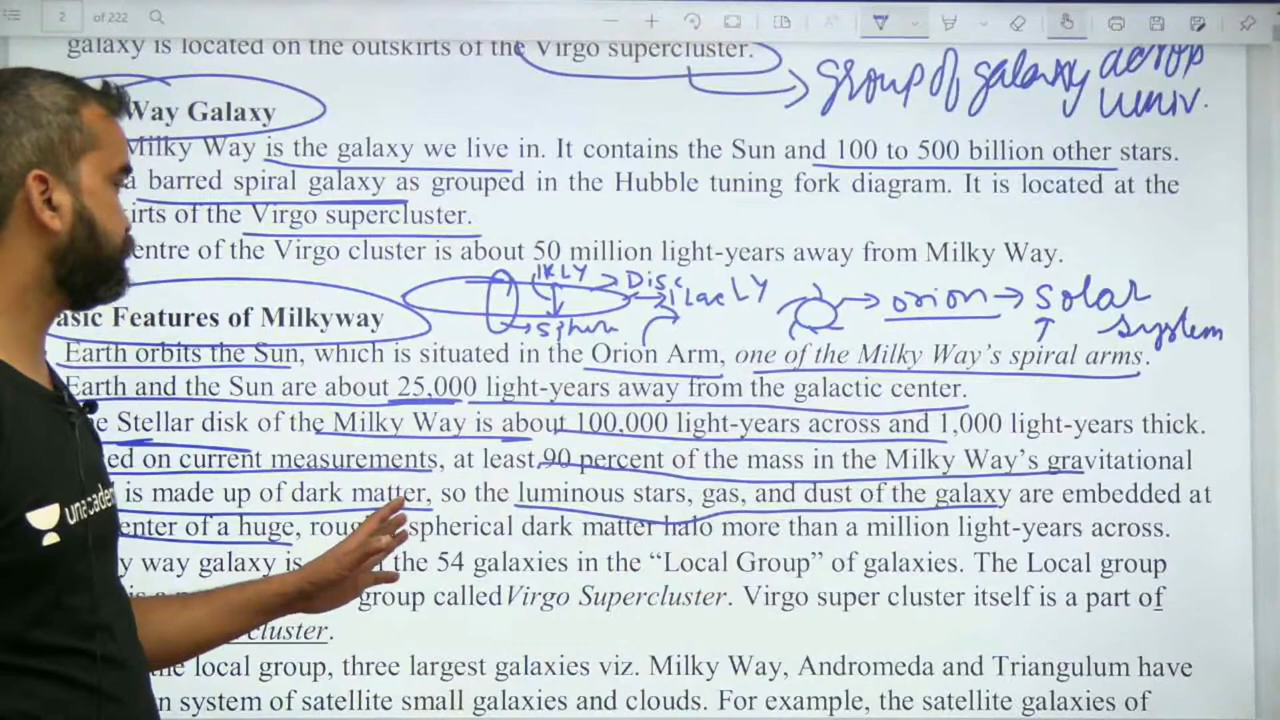 2 of 222
galaxy is located on the outskirts of the Virgo supercluster.
group of galaxy across
univ.
Way Galaxy
Milky Way is the galaxy we live in. It contains the Sun and 100 to 500 billion other stars.
a barred spiral galaxy as grouped in the Hubble tuning fork diagram. It is located at the
irts of the Virgo supercluster.
entre of the Virgo cluster is about 50 million light-years away from Milky Way.
1K LY Disc
1 Lac LY orion solar
system
asic Features of Milkyway
Earth orbits the Sun, which is situated in the Orion Arm, one of the Milky Way's spiral arms.
Earth and the Sun are about 25,000 light-years away from the galactic center.
e Stellar disk of the Milky Way is about 100,000 light-years across and 1,000 light-years thick.
ed on current measurements, at least 90 percent of the mass in the Milky Way's gravitational
is made up of dark matter, so the luminous stars, gas, and dust of the galaxy are embedded at
enter of a huge, spherical dark matter halo more than a million light-years across.
y way galaxy is the 54 galaxies in the “Local Group” of galaxies. The Local group
group called Virgo Supercluster. Virgo super cluster itself is a part of
cluster.
local group, three largest galaxies viz. Milky Way, Andromeda and Triangulum have
n system of satellite small galaxies and clouds. For example, the satellite galaxies of
unacadem